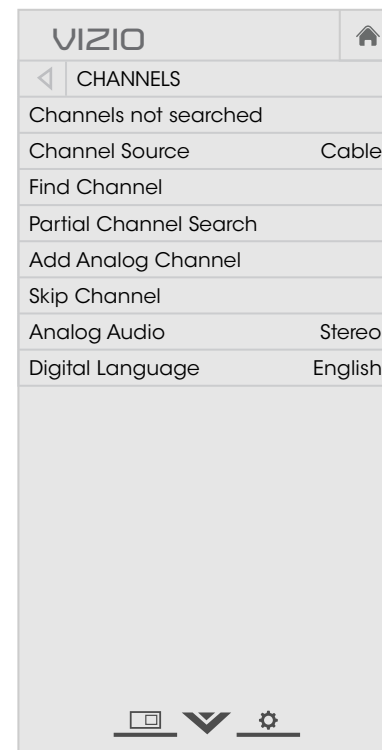 VIZIO
CHANNELS
Channels not searched
Channel Source Cable
Find Channel
Partial Channel Search
Add Analog Channel
Skip Channel
Analog Audio Stereo
Digital Language English